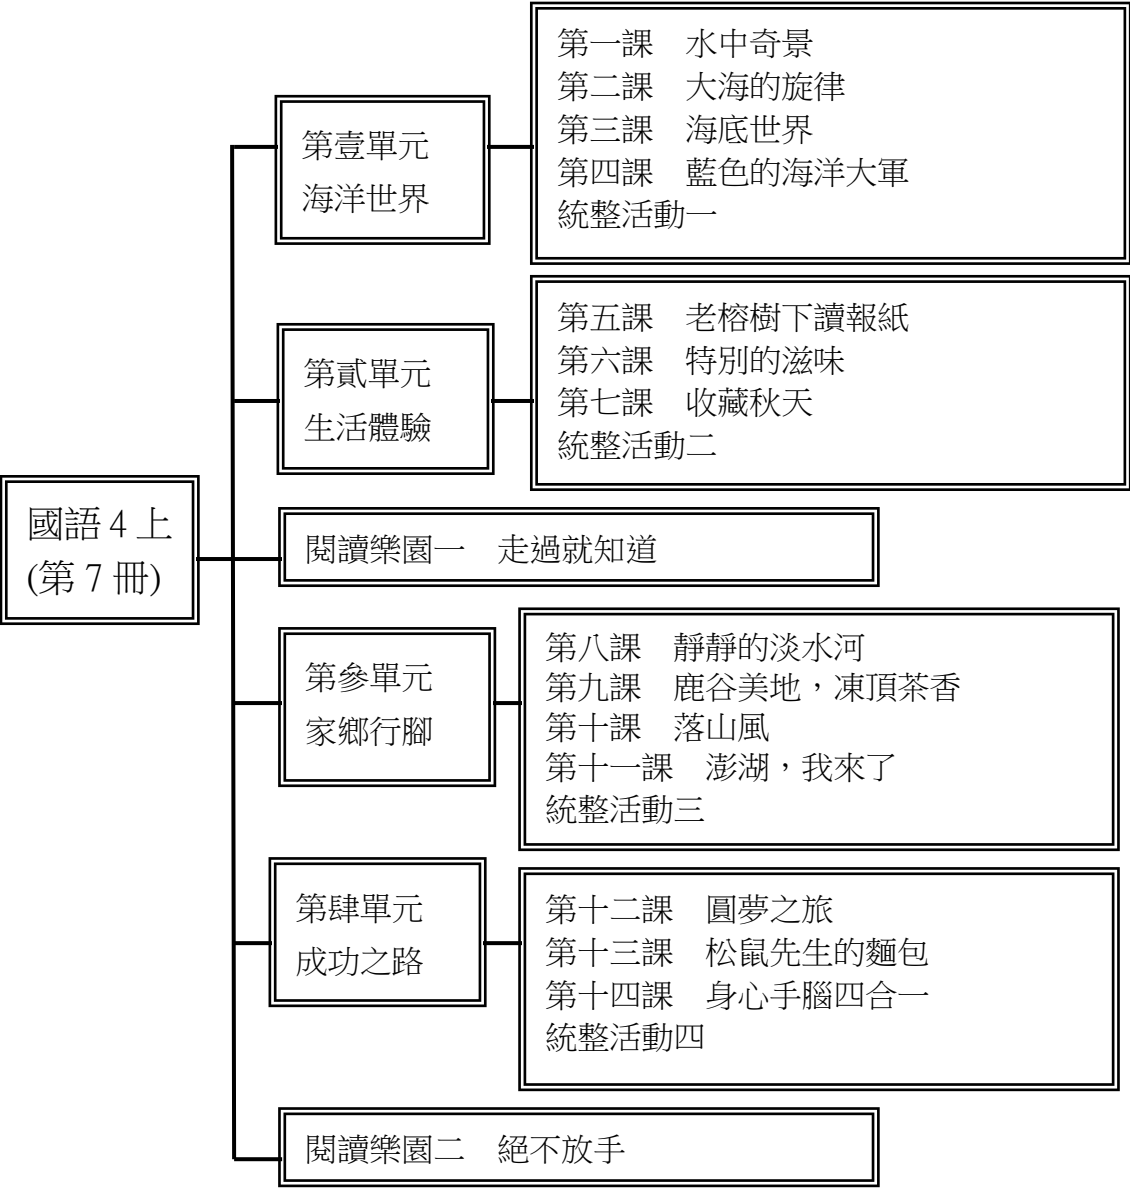 國語4上
(第7冊)
第壹單元
海洋世界
第一課　水中奇景
第二課　大海的旋律
第三課　海底世界
第四課　藍色的海洋大軍
統整活動一
第貳單元
生活體驗
第五課　老榕樹下讀報紙
第六課　特別的滋味
第七課　收藏秋天
統整活動二
閱讀樂園一　走過就知道
第參單元
家鄉行腳
第八課　靜靜的淡水河
第九課　鹿谷美地，凍頂茶香
第十課　落山風
第十一課　澎湖，我來了
統整活動三
第肆單元
成功之路
第十二課　圓夢之旅
第十三課　松鼠先生的麵包
第十四課　身心手腦四合一
統整活動四
閱讀樂園二　絕不放手